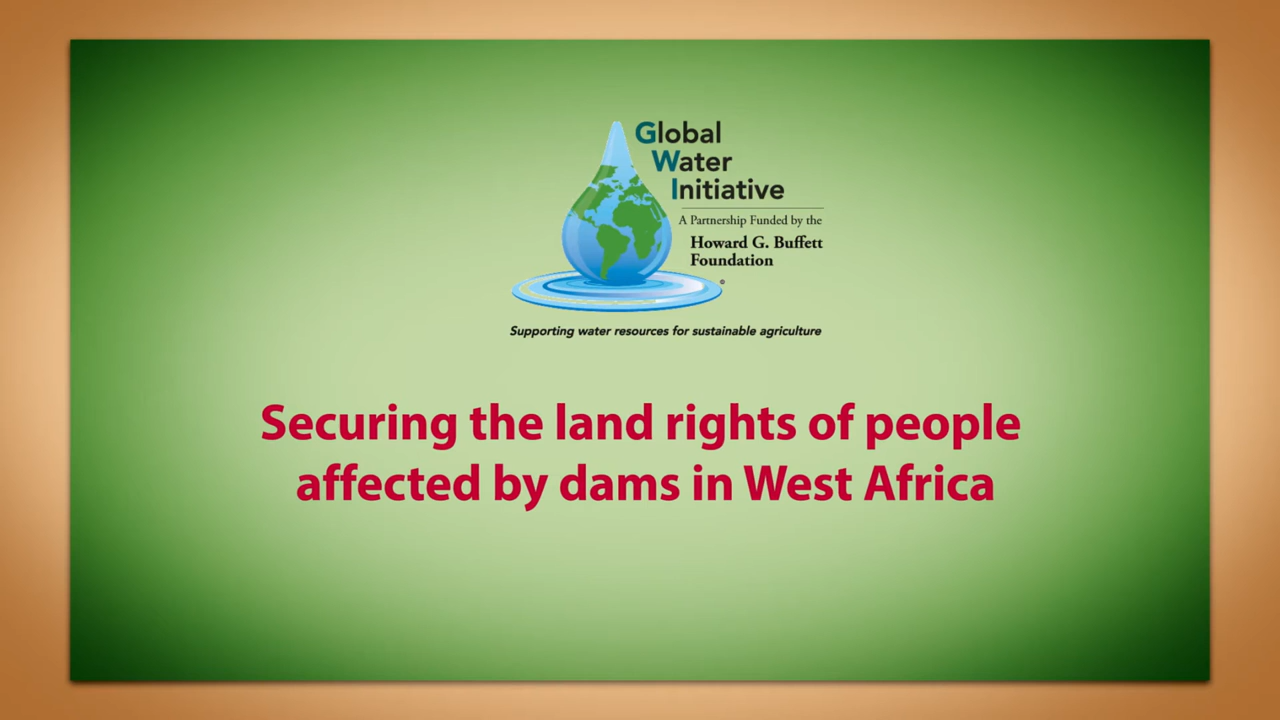 Global
Water
Initiative
A Partnership Funded by the
Howard G. Buffett
Foundation
©
Supporting water resources for sustainable agriculture
Securing the land rights of people
affected by dams in West Africa